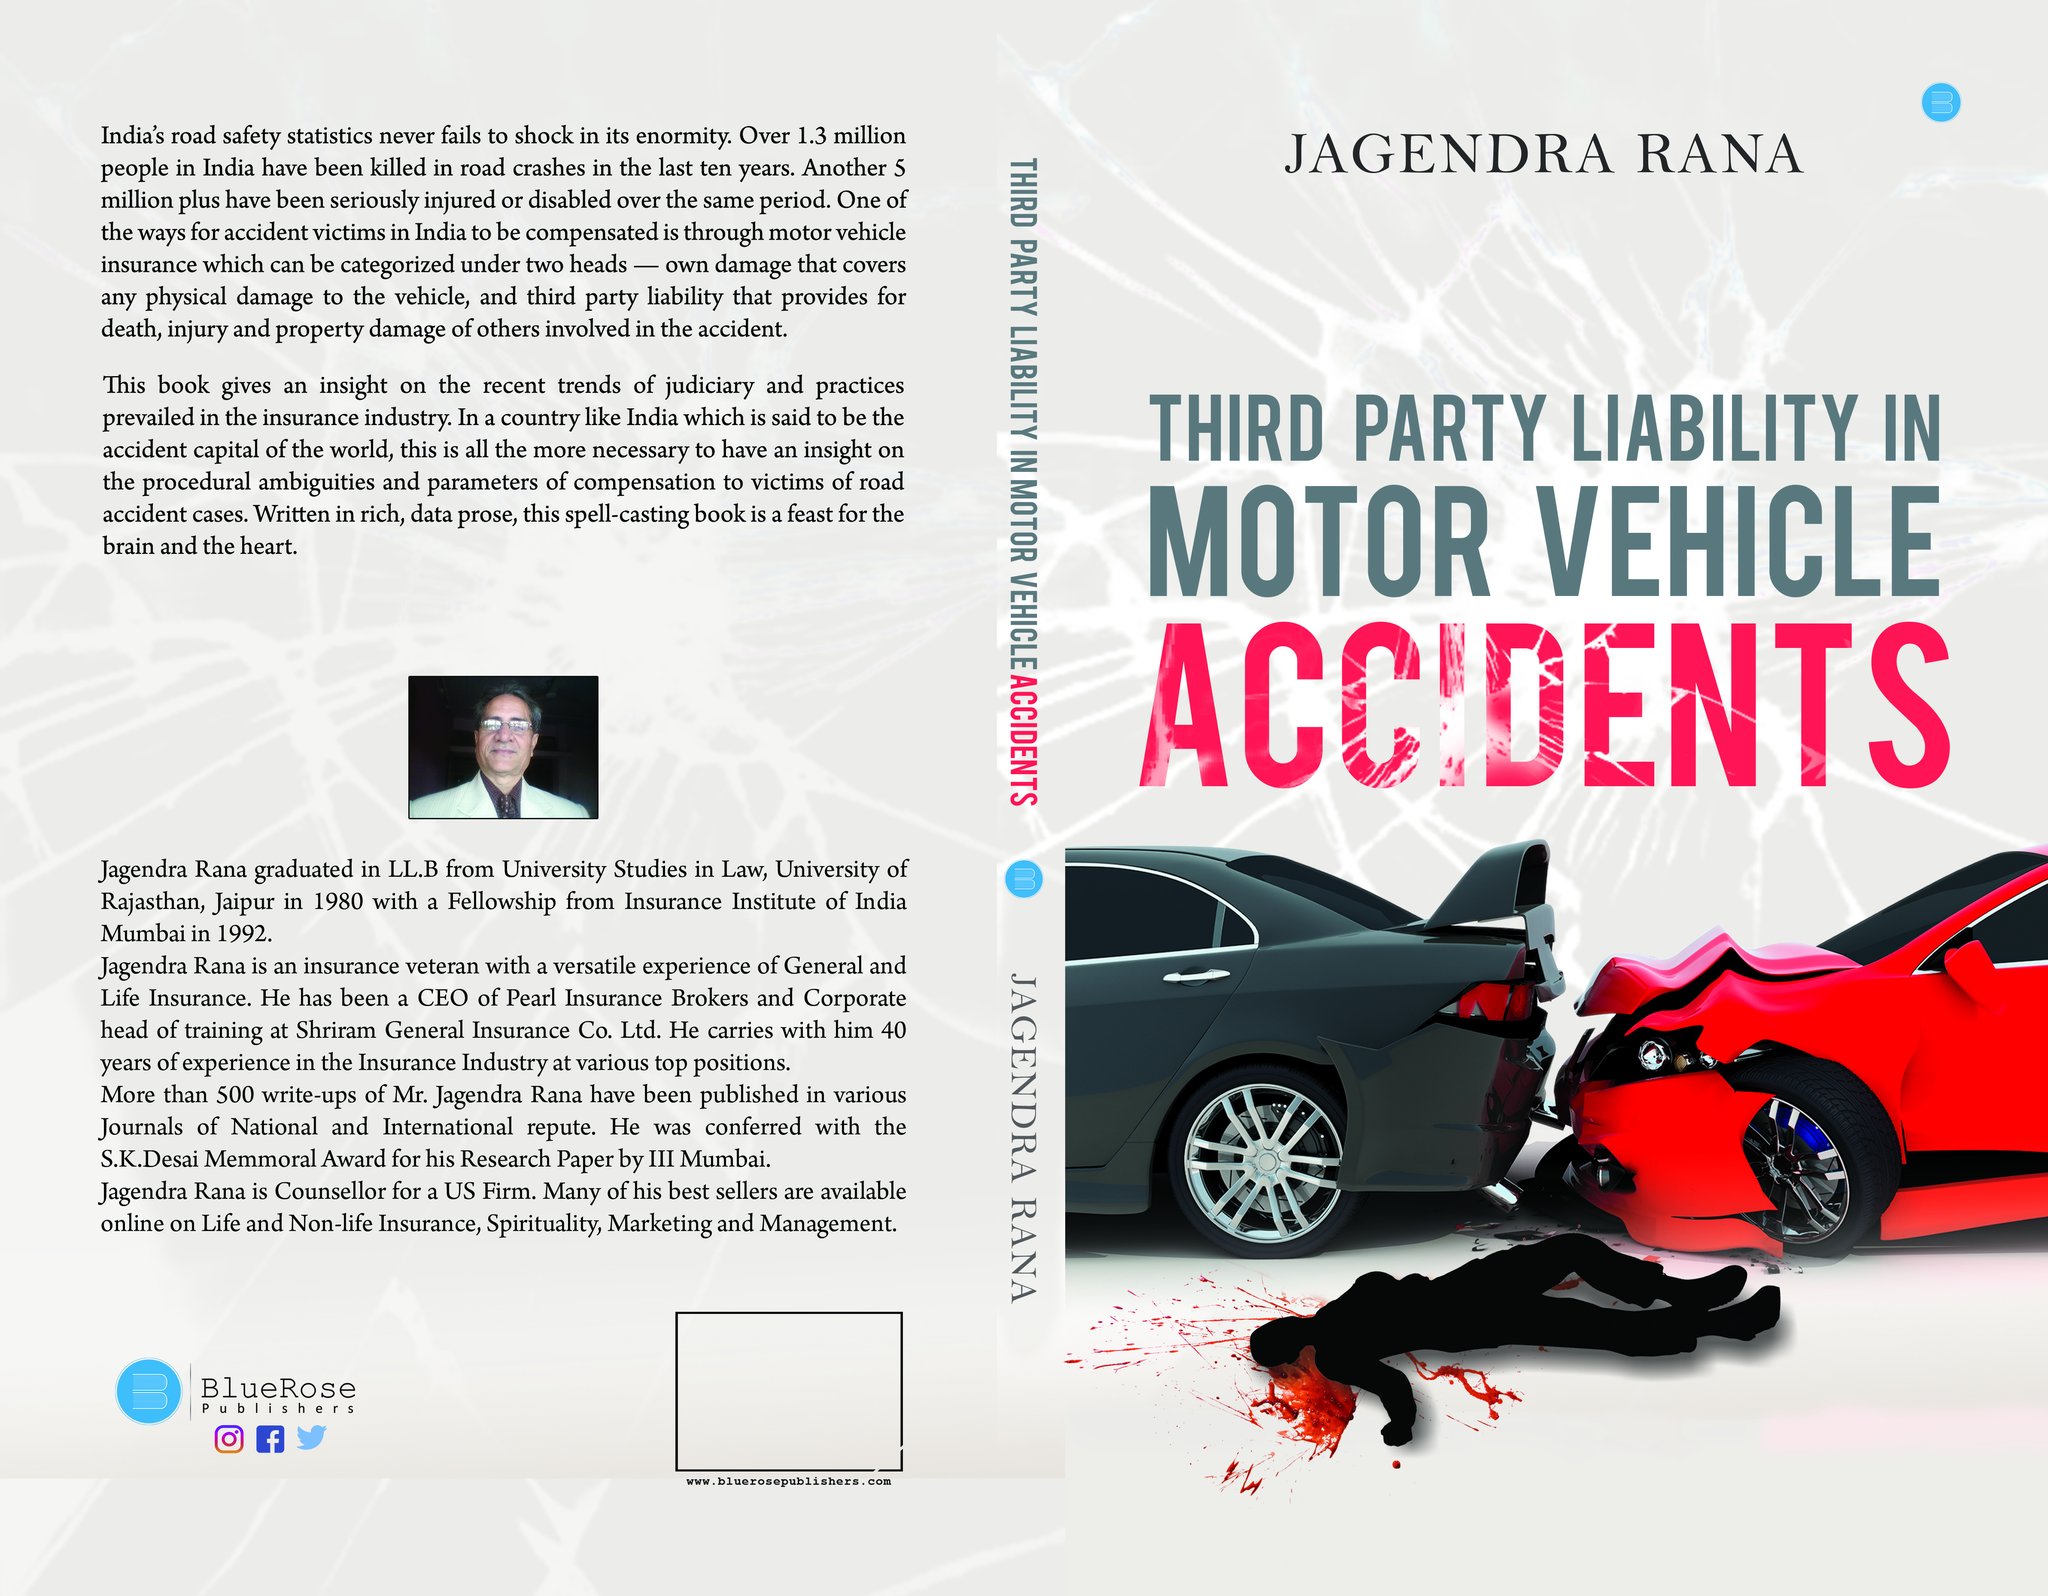 India’s road safety statistics never fails to shock in its enormity. Over 1.3 million
people in India have been killed in road crashes in the last ten years. Another 5
million plus have been seriously injured or disabled over the same period. One of
the ways for accident victims in India to be compensated is through motor vehicle
insurance which can be categorized under two heads — own damage that covers
any physical damage to the vehicle, and third party liability that provides for
death, injury and property damage of others involved in the accident.
This book gives an insight on the recent trends of judiciary and practices
prevailed in the insurance industry. In a country like India which is said to be the
accident capital of the world, this is all the more necessary to have an insight on
the procedural ambiguities and parameters of compensation to victims of road
accident cases. Written in rich, data prose, this spell-casting book is a feast for the
brain and the heart.
Jagendra Rana graduated in LL.B from University Studies in Law, University of
Rajasthan, Jaipur in 1980 with a Fellowship from Insurance Institute of India
Mumbai in 1992.
Jagendra Rana is an insurance veteran with a versatile experience of General and
Life Insurance. He has been a CEO of Pearl Insurance Brokers and Corporate
head of training at Shriram General Insurance Co. Ltd. He carries with him 40
years of experience in the Insurance Industry at various top positions.
More than 500 write-ups of Mr. Jagendra Rana have been published in various
Journals of National and International repute. He was conferred with the
S.K.Desai Memmoral Award for his Research Paper by III Mumbai.
Jagendra Rana is Counsellor for a US Firm. Many of his best sellers are available
online on Life and Non-life Insurance, Spirituality, Marketing and Management.
BlueRose
Publishers
www.bluerosepublishers.com
THIRD PARTY LIABILITY IN MOTOR VEHICLE ACCIDENTS
JAGENDRA RANA
JAGENDRA RANA
THIRD PARTY LIABILITY IN
MOTOR VEHICLE
ACCIDENTS